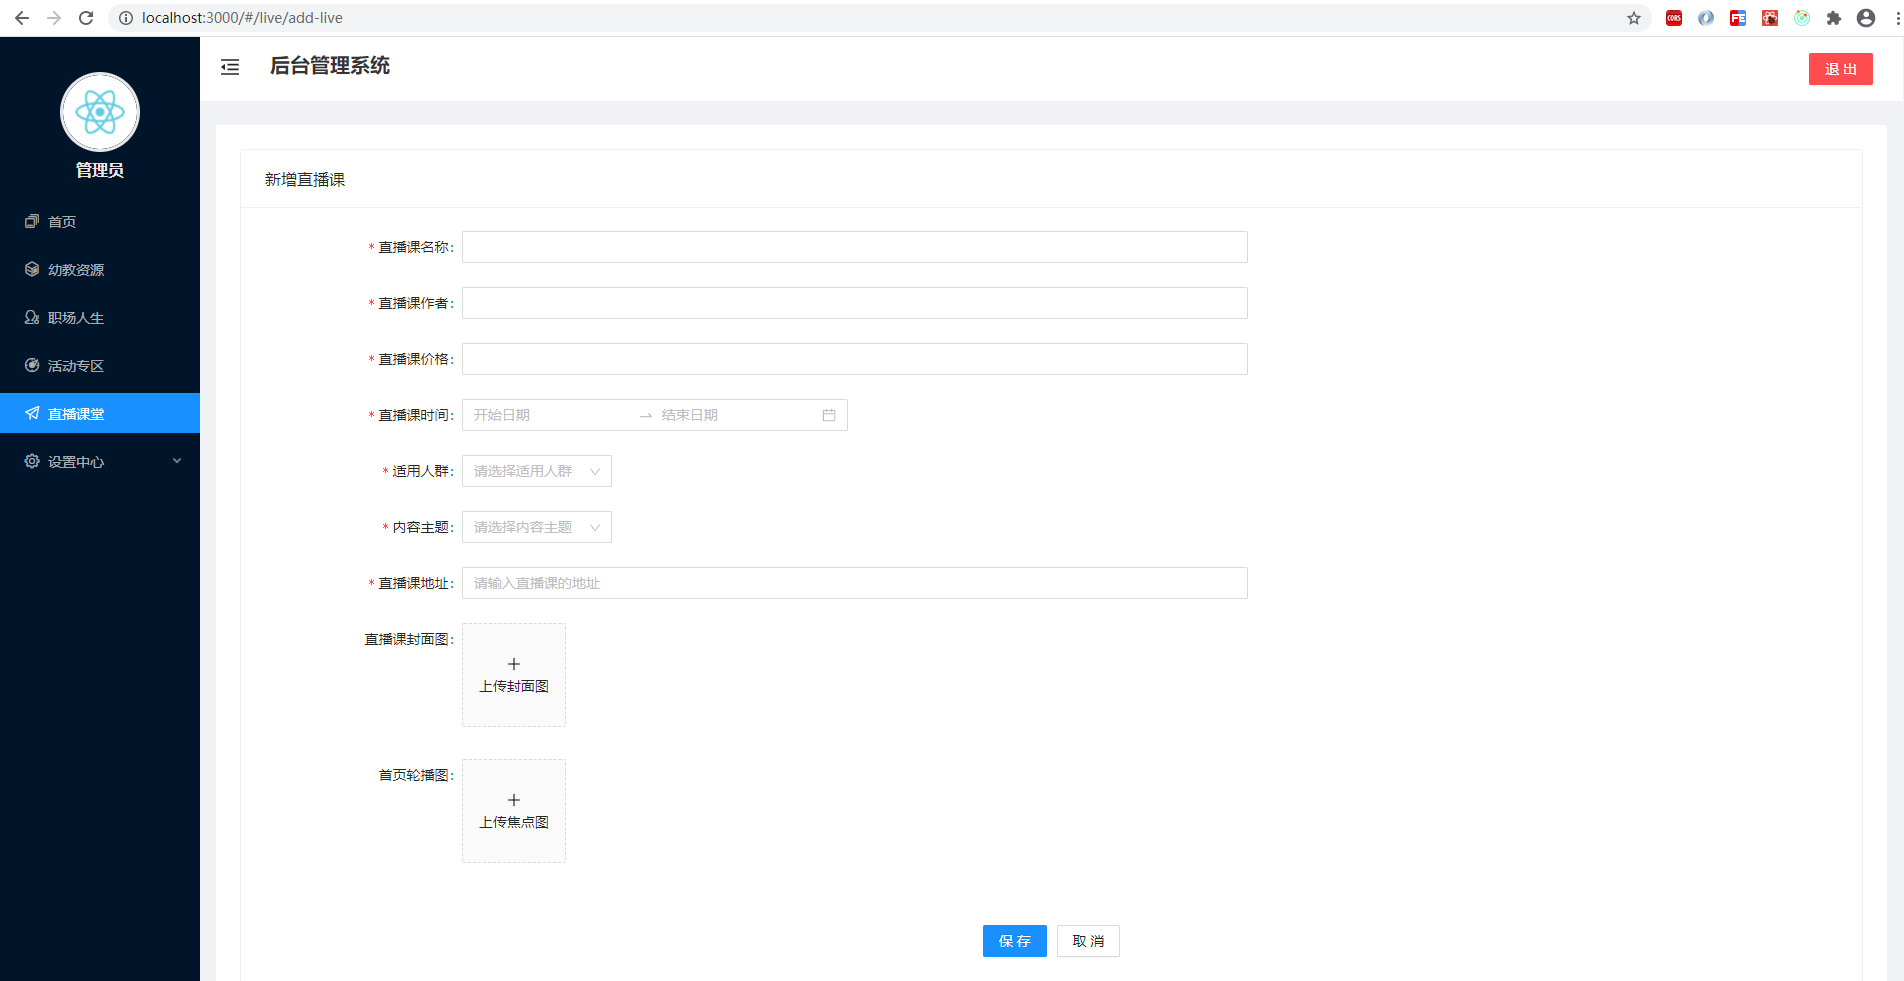 localhost:3000/#/live/add-live
CORS
FE
后台管理系统
退 出
管理员
首页
幼教资源
职场人生
活动专区
直播课堂
设置中心
新增直播课
* 直播课名称:
* 直播课作者:
* 直播课价格:
* 直播课时间: 开始日期 → 结束日期
* 适用人群: 请选择适用人群
* 内容主题: 请选择内容主题
* 直播课地址: 请输入直播课的地址
直播课封面图:
+
上传封面图
首页轮播图:
+
上传焦点图
保 存 取 消